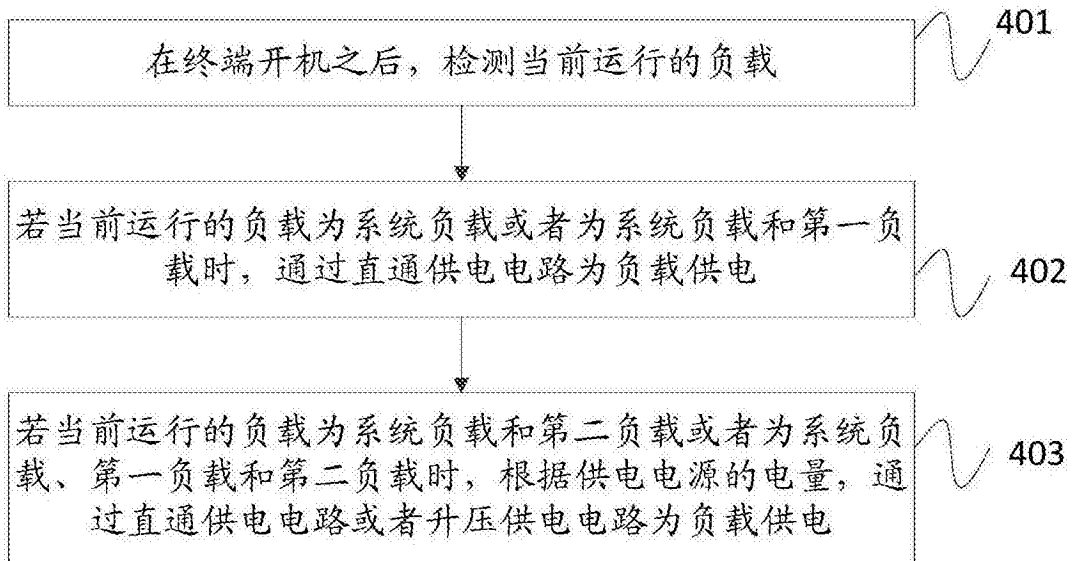 在终端开机之后，检测当前运行的负载
401
若当前运行的负载为系统负载或者为系统负载和第一负
载时，通过直通供电电路为负载供电
402
若当前运行的负载为系统负载和第二负载或者为系统负
载、第一负载和第二负载时，根据供电电源的电量，通
过直通供电电路或者升压供电电路为负载供电
403